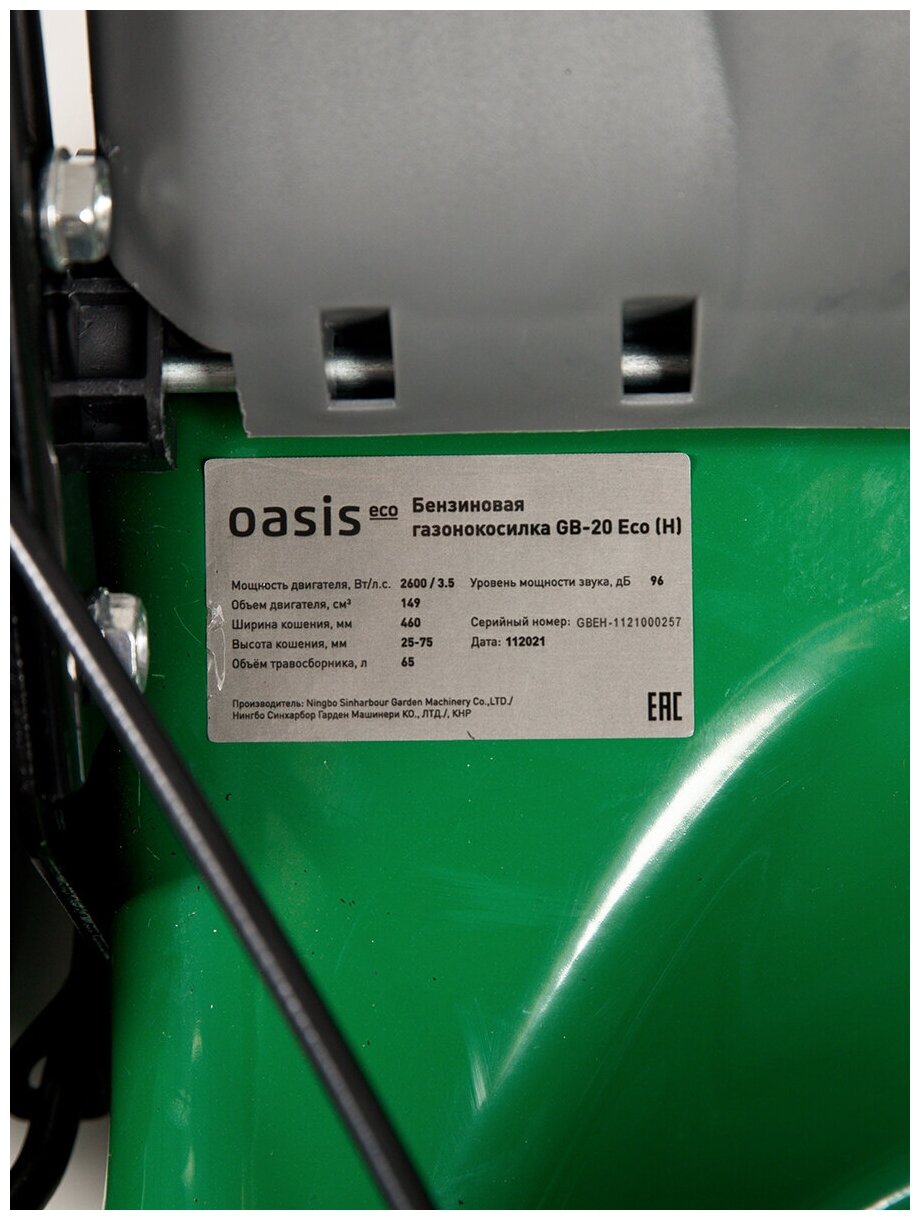 oasis eco Бензиновая
газонокосилка GB-20 Eco (H)
Мощность двигателя, Вт/л.с. 2600 / 3.5 Уровень мощности звука, дБ 96
Объем двигателя, см³ 149
Ширина кошения, мм 460 Серийный номер: GBEH-1121000257
Высота кошения, мм 25-75 Дата: 112021
Объём травосборника, л 65
Производитель: Ningbo Sinharbour Garden Machinery Co.,LTD./
Нингбо Синхарбор Гарден Машинери КО., ЛТД./, КНР
EAC